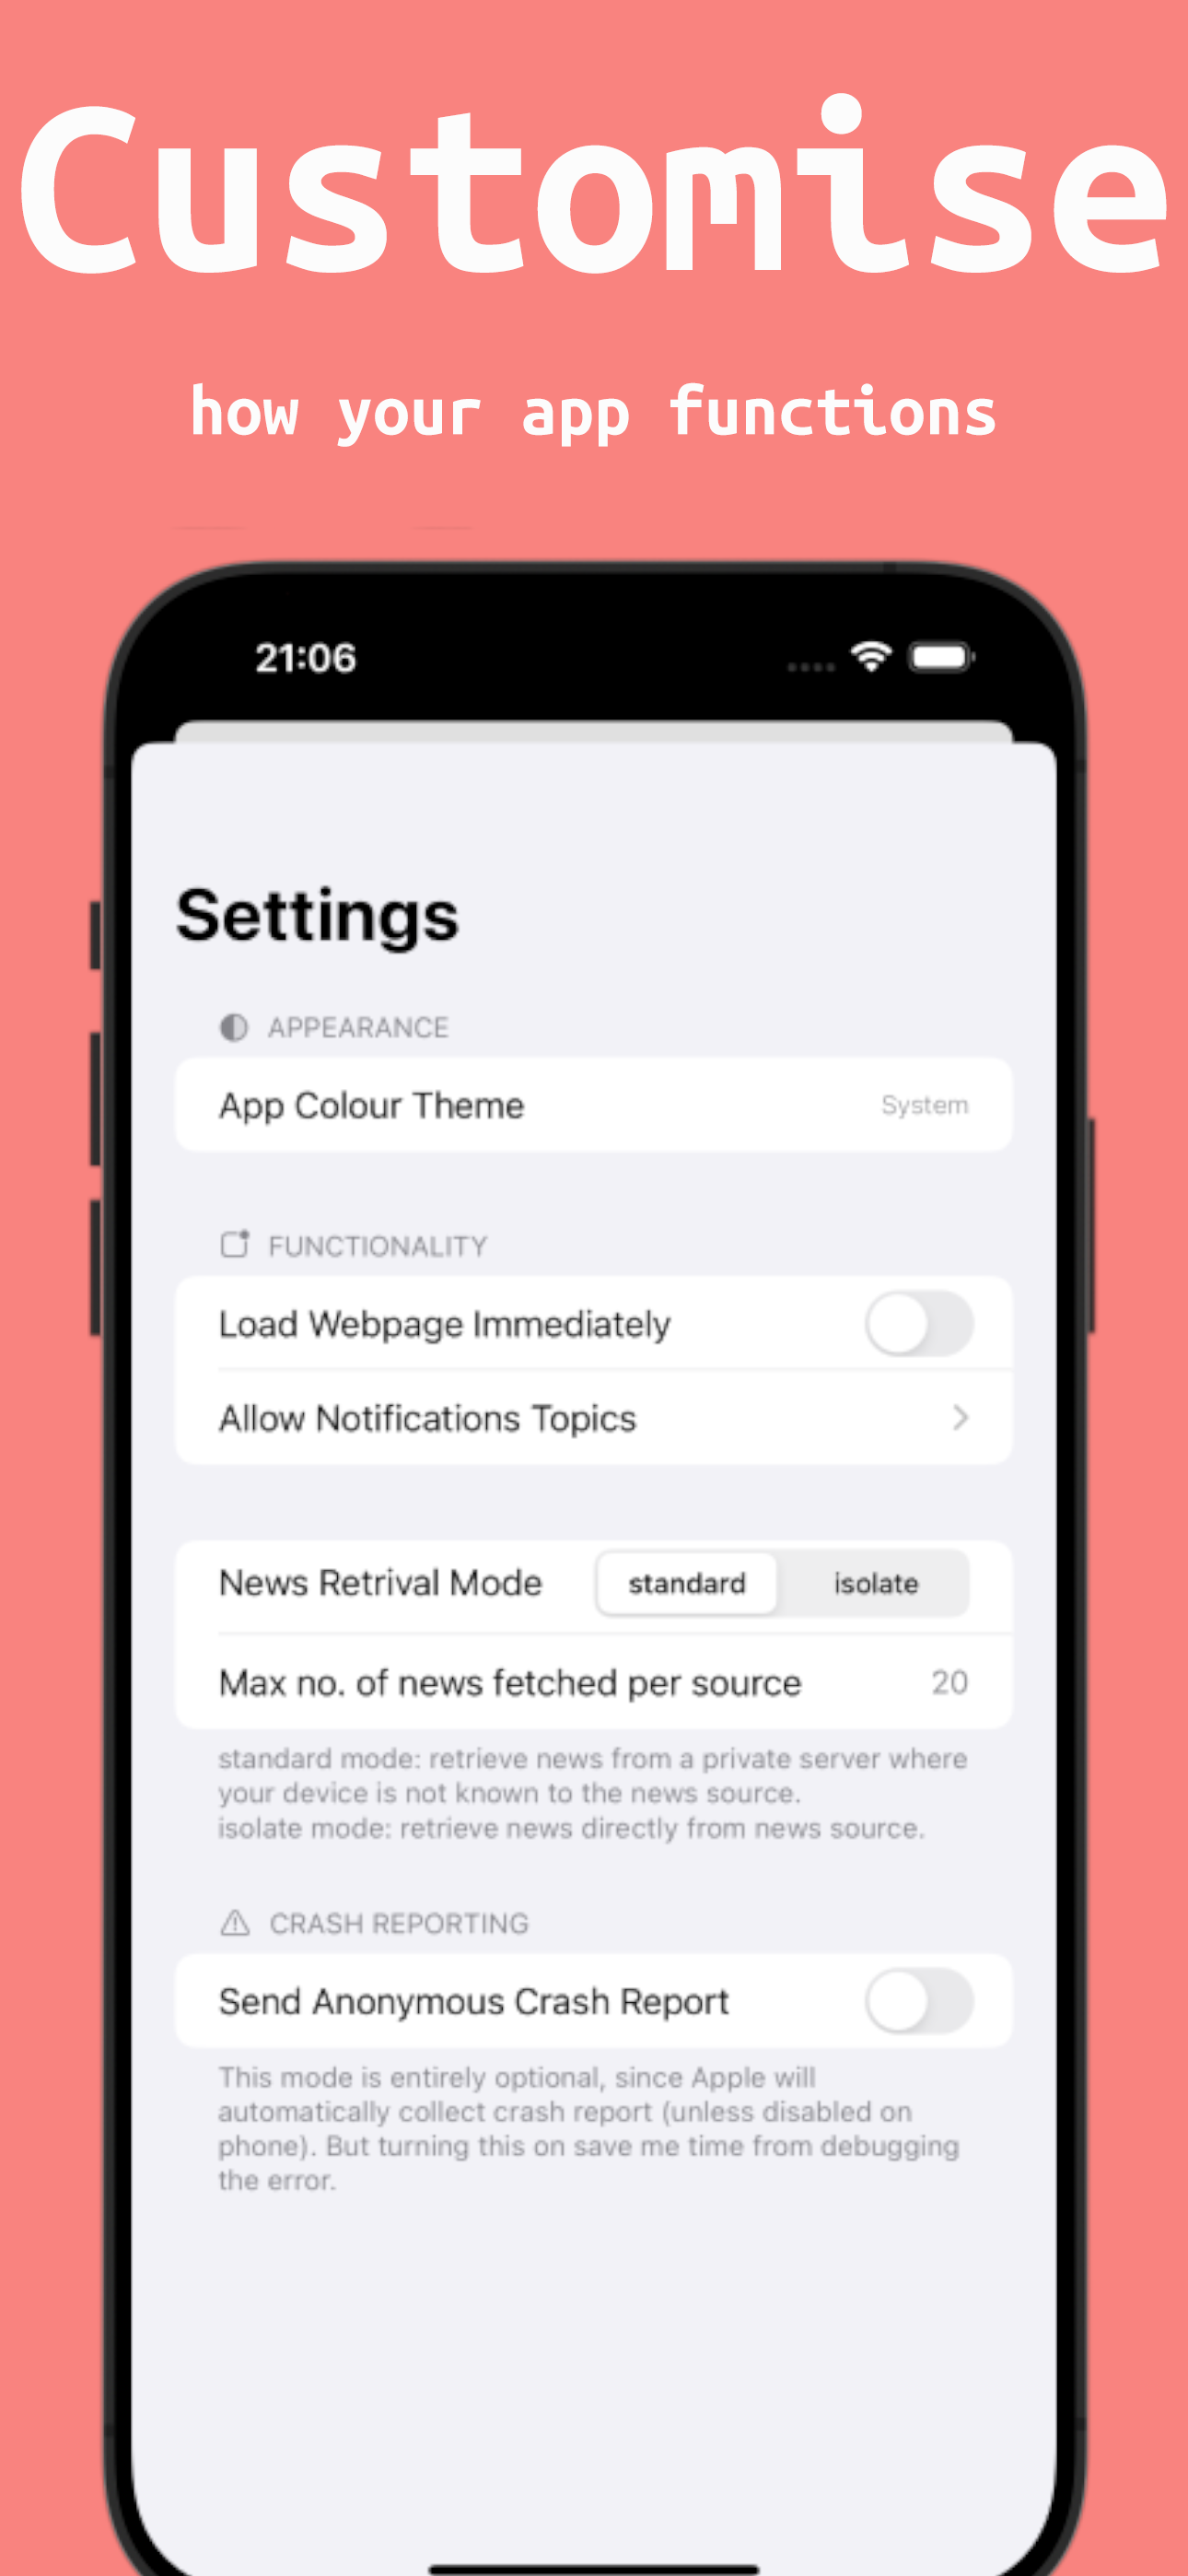 Customise
how your app functions
21:06
Settings
APPEARANCE
App Colour Theme System
FUNCTIONALITY
Load Webpage Immediately
Allow Notifications Topics
News Retrival Mode standard isolate
Max no. of news fetched per source 20
standard mode: retrieve news from a private server where
your device is not known to the news source.
isolate mode: retrieve news directly from news source.
CRASH REPORTING
Send Anonymous Crash Report
This mode is entirely optional, since Apple will
automatically collect crash report (unless disabled on
phone). But turning this on save me time from debugging
the error.